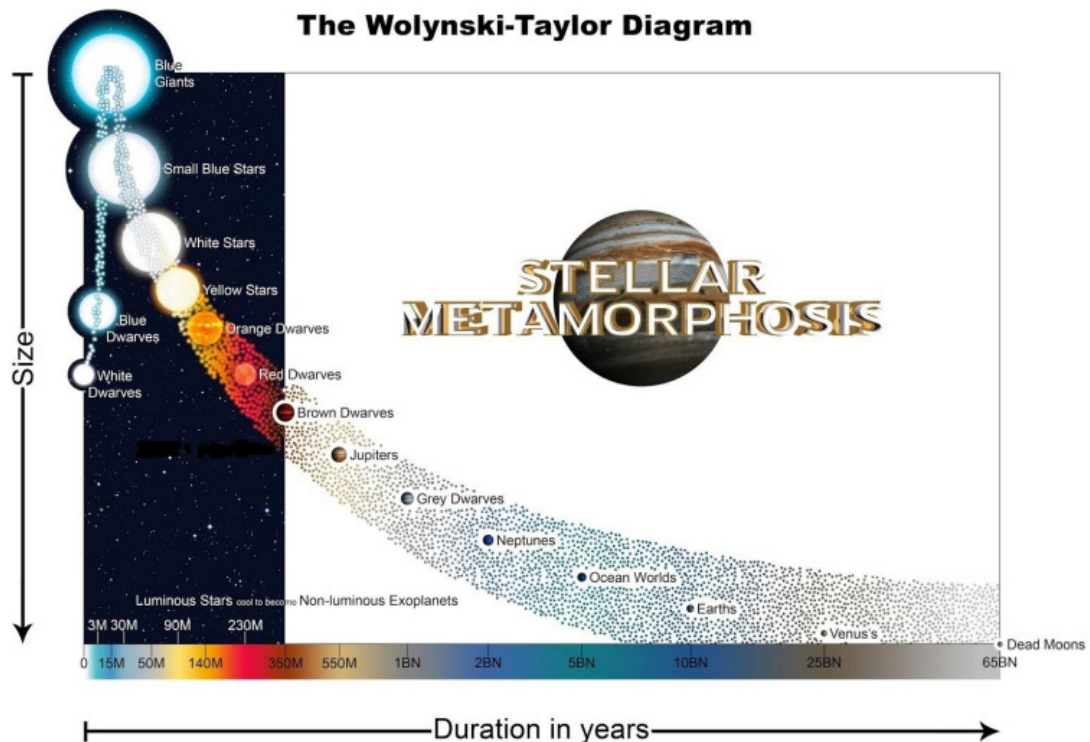 The Wolynski-Taylor Diagram
Size
Blue
Giants
Small Blue Stars
White Stars
Yellow Stars
Blue
Dwarves
Orange Dwarves
White
Dwarves
Red Dwarves
Brown Dwarves
STELLAR
METAMORPHOSIS
Jupiters
Grey Dwarves
Neptunes
Ocean Worlds
Earths
Venus's
Dead Moons
Luminous Stars cool to become Non-luminous Exoplanets
3M 30M 90M 230M
0 15M 50M 140M 350M 550M 1BN 2BN 5BN 10BN 25BN 65BN
Duration in years